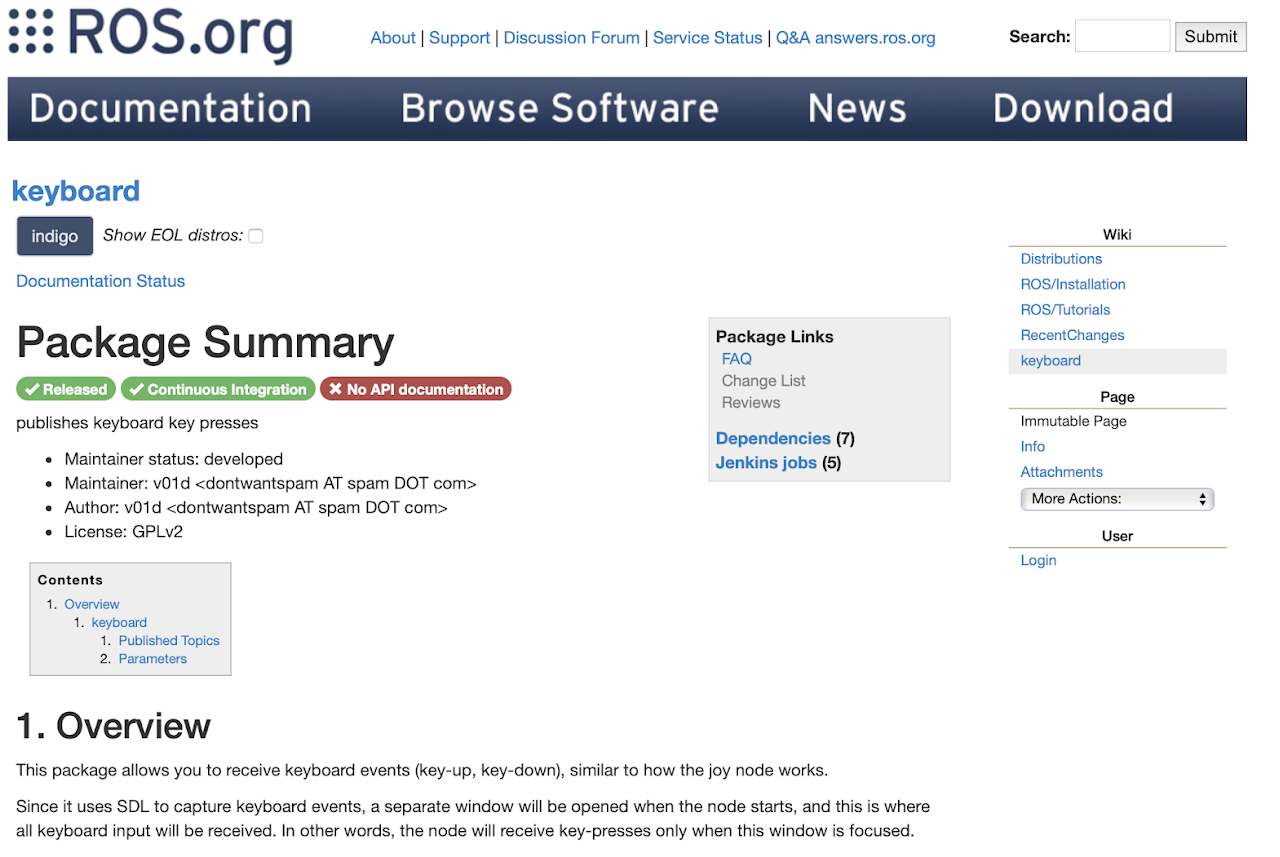 ROS.org
About | Support | Discussion Forum | Service Status | Q&A answers.ros.org
Search: Submit
Documentation Browse Software News Download
keyboard
indigo Show EOL distros:
Documentation Status
Package Summary
Released Continuous Integration No API documentation
publishes keyboard key presses
• Maintainer status: developed
• Maintainer: v01d <dontwantspam AT spam DOT com>
• Author: v01d <dontwantspam AT spam DOT com>
• License: GPLv2
Package Links
FAQ
Change List
Reviews
Dependencies (7)
Jenkins jobs (5)
Contents
1. Overview
1. keyboard
1. Published Topics
2. Parameters
1. Overview
This package allows you to receive keyboard events (key-up, key-down), similar to how the joy node works.
Since it uses SDL to capture keyboard events, a separate window will be opened when the node starts, and this is where
all keyboard input will be received. In other words, the node will receive key-presses only when this window is focused.
Wiki
Distributions
ROS/Installation
ROS/Tutorials
RecentChanges
keyboard
Page
Immutable Page
Info
Attachments
More Actions:
User
Login